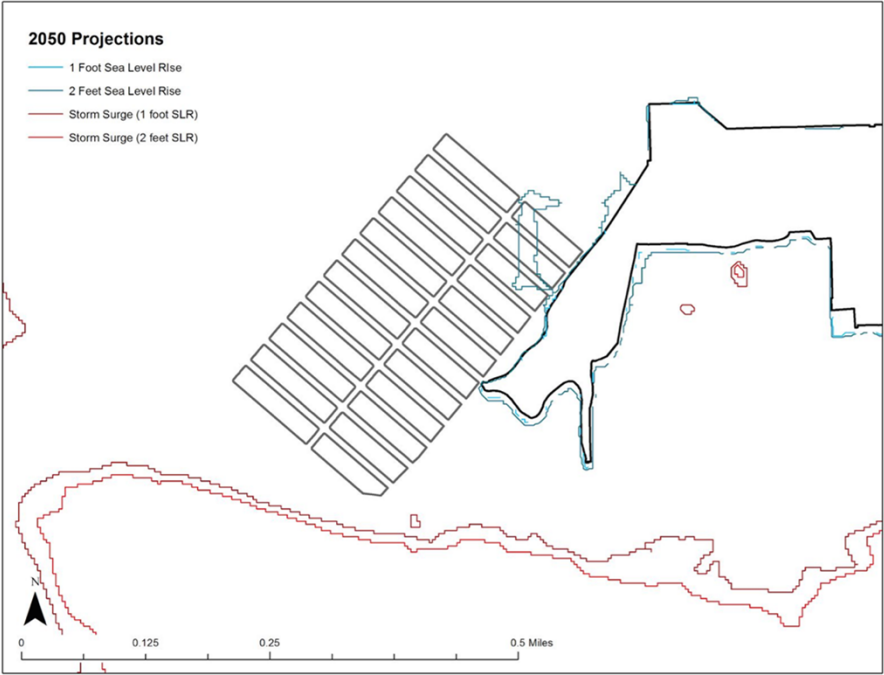 2050 Projections
1 Foot Sea Level RIse
2 Feet Sea Level Rise
Storm Surge (1 foot SLR)
Storm Surge (2 feet SLR)
N
0 0.125 0.25 0.5 Miles